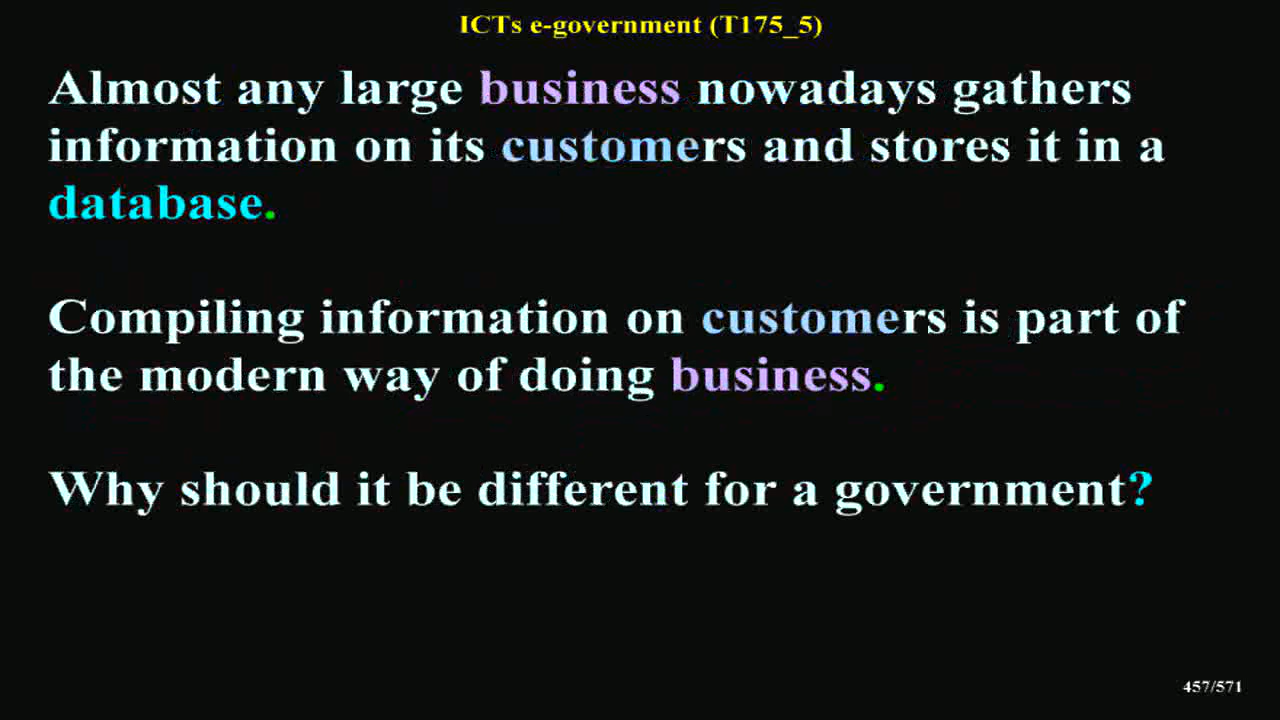 ICTs e-government (T175_5)
Almost any large business nowadays gathers
information on its customers and stores it in a
database.
Compiling information on customers is part of
the modern way of doing business.
Why should it be different for a government?
457/571